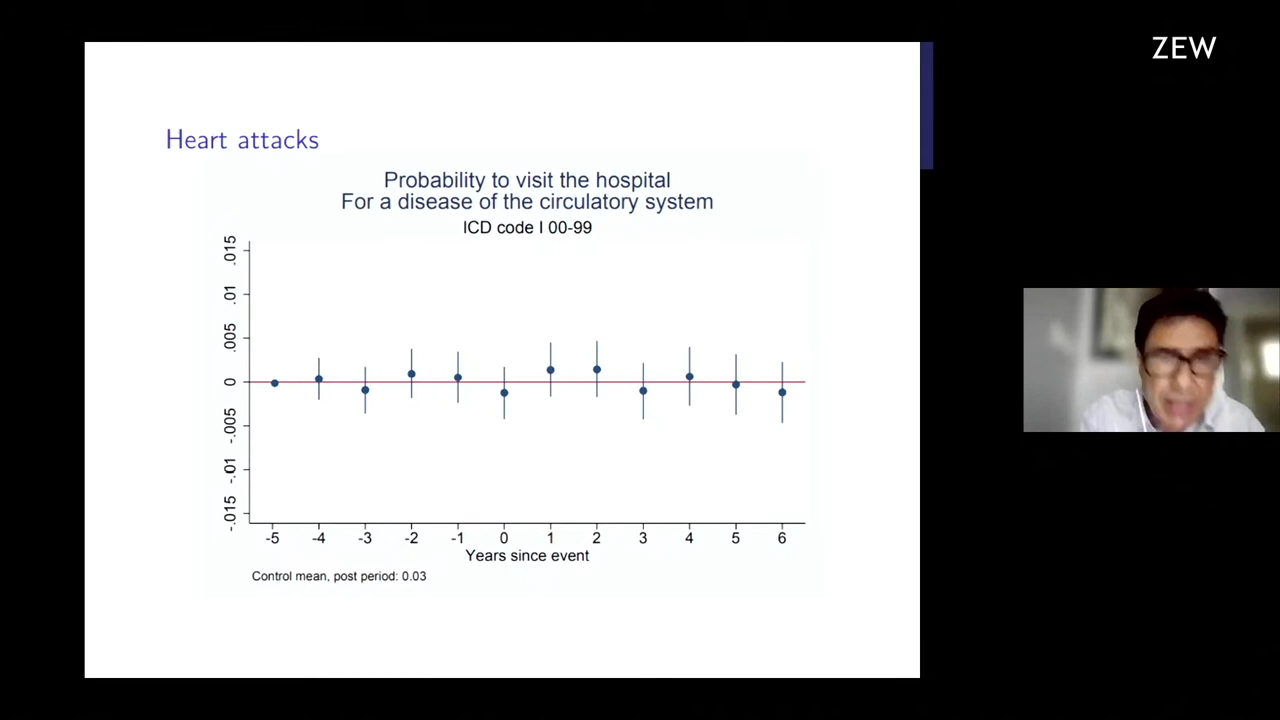 ZEW
Heart attacks
Probability to visit the hospital
For a disease of the circulatory system
ICD code I 00-99
.015
.01
.005
0
-.005
-.01
-.015
-5 -4 -3 -2 -1 0 1 2 3 4 5 6
Years since event
Control mean, post period: 0.03